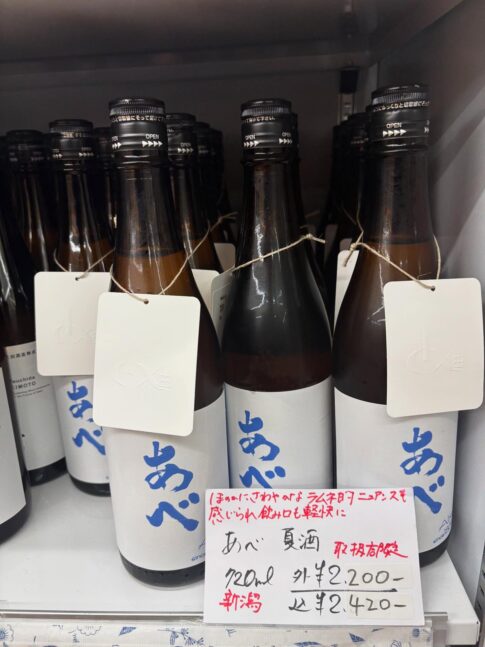 OPEN
OPEN
OPEN
あべ
あべ
あべ
あべ
IMOTO
ほのかにさわやかなラムネ的ニュアンスも
感じられ飲み口も軽快に
あべ 夏酒 取扱店限定
720ml 外¥2.200-
新潟 込¥2.420-